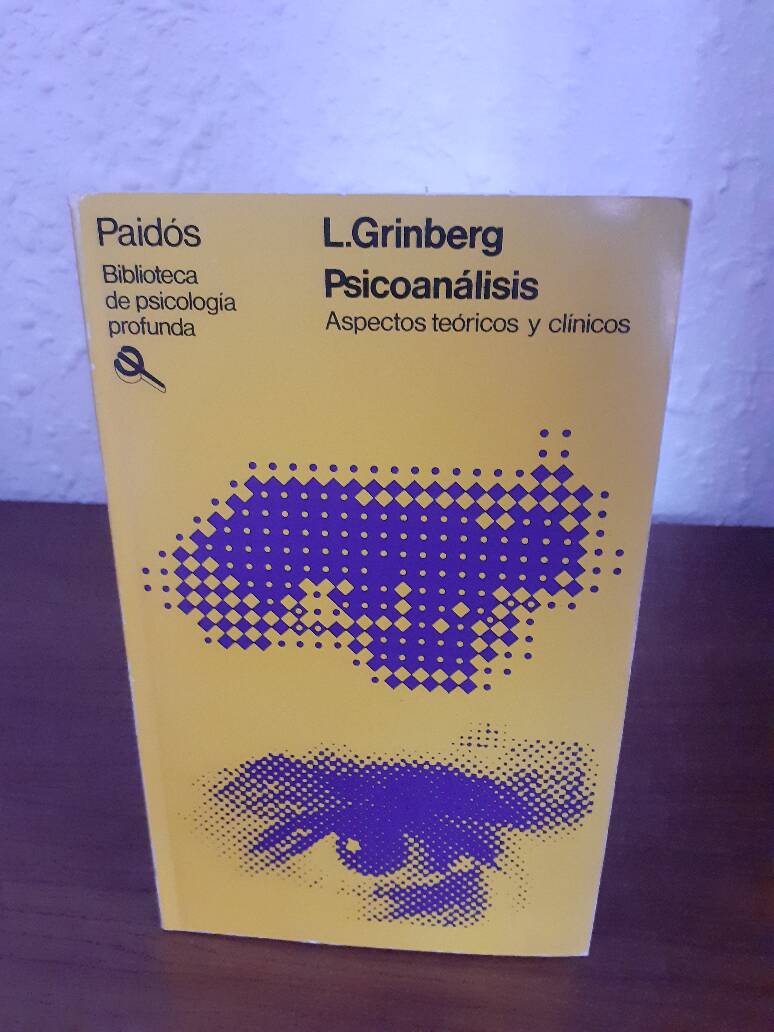 Paidós
Biblioteca
de psicología
profunda
L.Grinberg
Psicoanálisis
Aspectos teóricos y clínicos